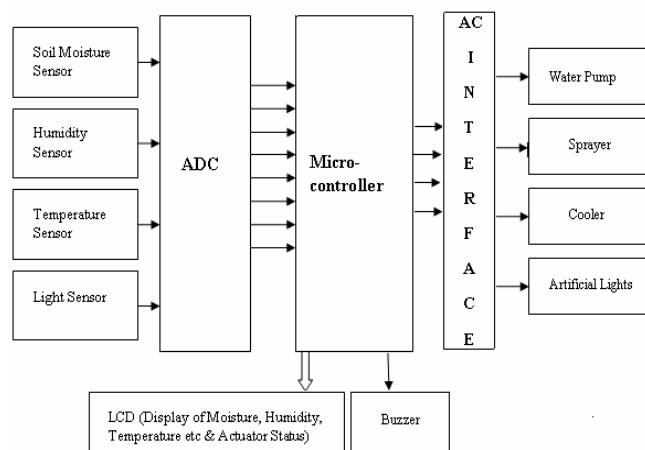 Soil Moisture
Sensor
Humidity
Sensor
Temperature
Sensor
Light Sensor
ADC
Micro-
controller
AC
I
N
T
E
R
F
A
C
E
Water Pump
Sprayer
Cooler
Artificial Lights
LCD (Display of Moisture, Humidity,
Temperature etc & Actuator Status)
Buzzer